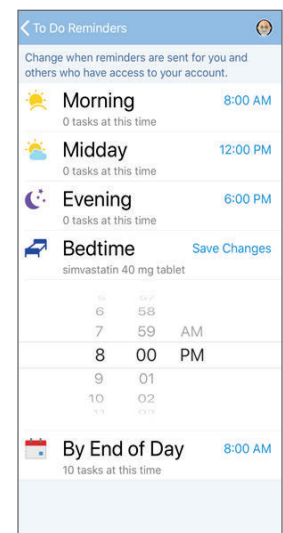 To Do Reminders
Change when reminders are sent for you and
others who have access to your account.
Morning 8:00 AM
0 tasks at this time
Midday 12:00 PM
0 tasks at this time
Evening 6:00 PM
0 tasks at this time
Bedtime Save Changes
simvastatin 40 mg tablet
6 58
7 59 AM
8 00 PM
9 01
10 02
By End of Day 8:00 AM
10 tasks at this time